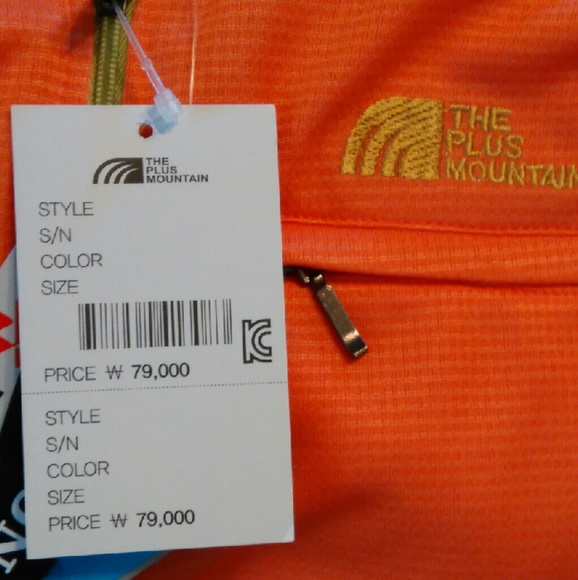 THE
PLUS
MOUNTAIN
STYLE
S/N
COLOR
SIZE
PRICE ₩ 79,000
STYLE
S/N
COLOR
SIZE
PRICE ₩ 79,000
THE
PLUS
MOUNTAIN